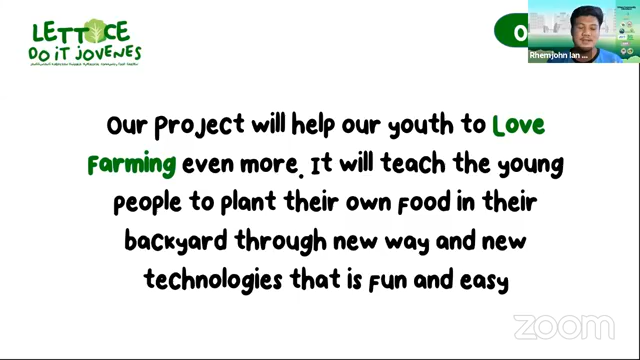 LETTUCE
DO IT JOVENES
O
Rhemjohn Ian ...
Our Project will help our youth to Love
Farming even more. It will teach the young
people to plant their own food in their
backyard through new way and new
technologies that is fun and easy
zoom